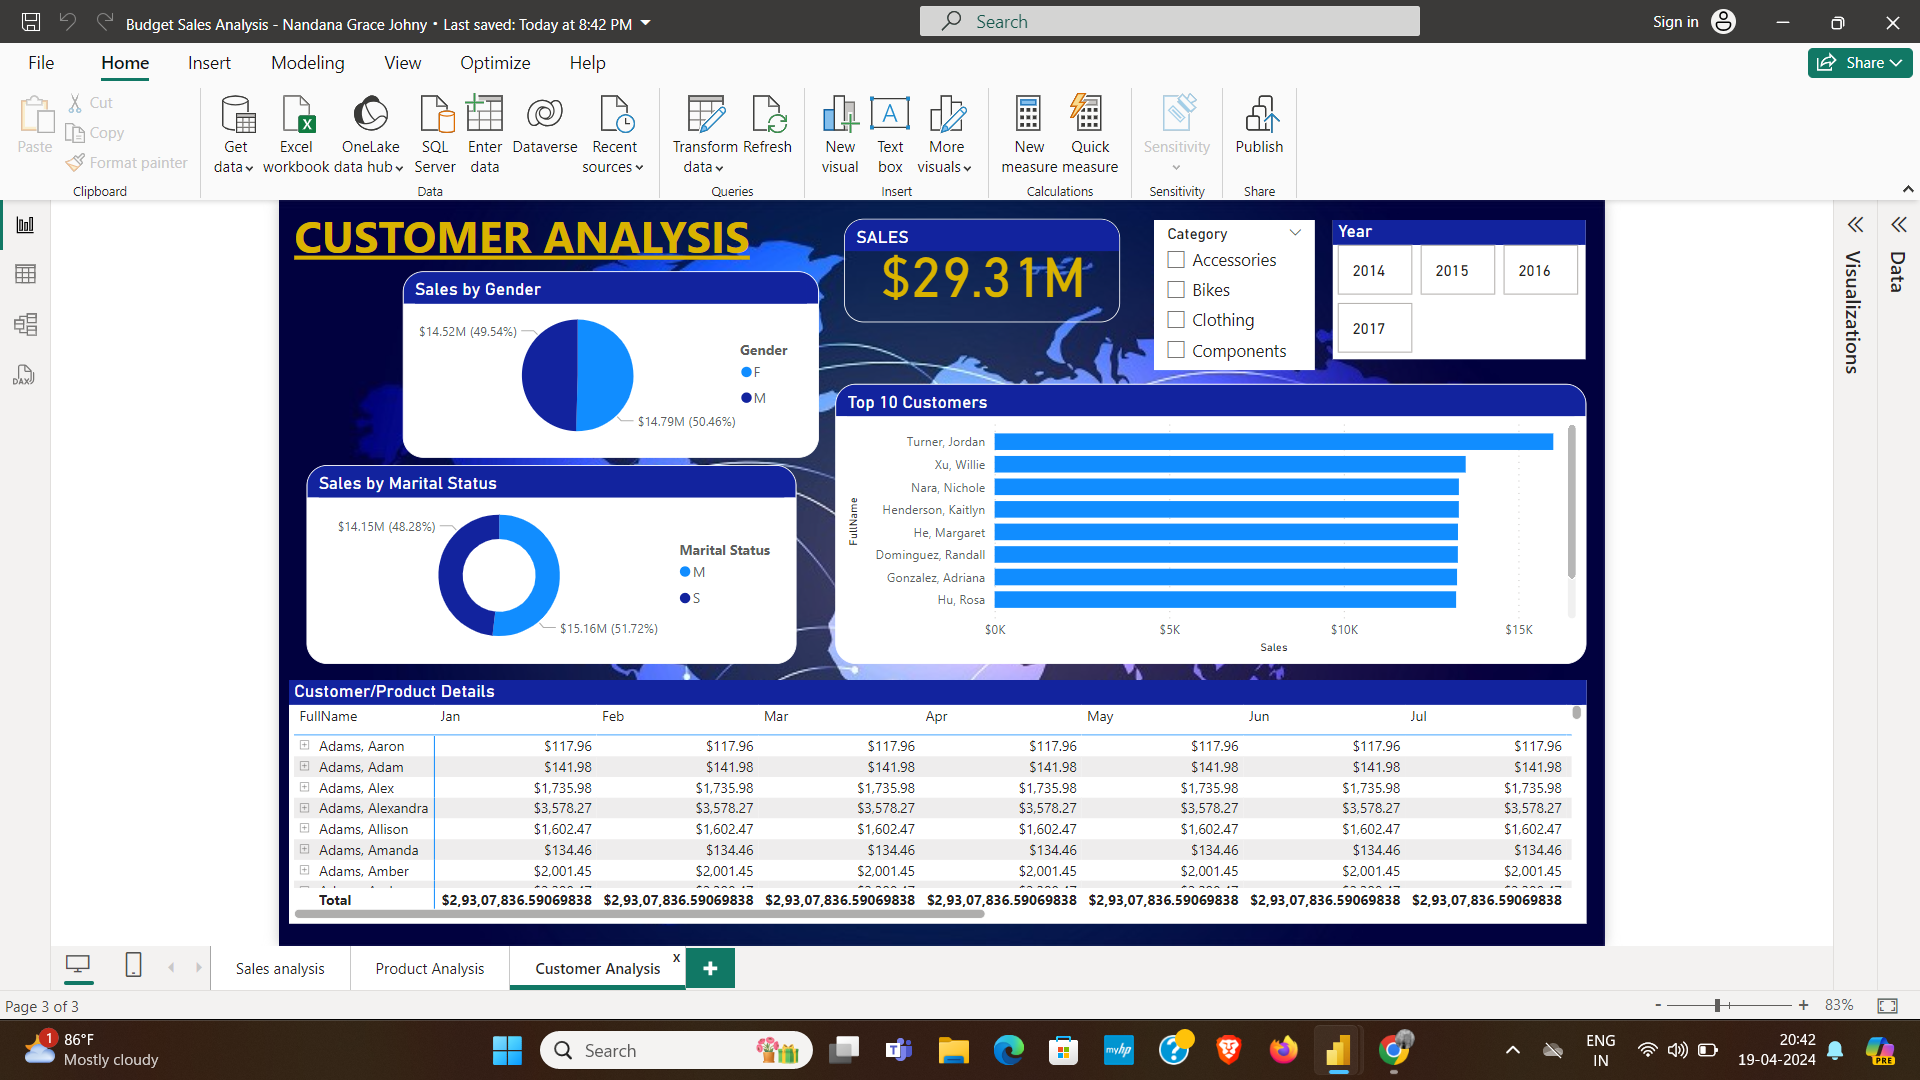 Budget Sales Analysis - Nandana Grace Johny • Last saved: Today at 8:42 PM
Search
Sign in
File Home Insert Modeling View Optimize Help
Share
Paste
Cut
Copy
Format painter
Clipboard
Get data
Excel workbook
OneLake data hub
SQL Server
Enter data
Dataverse
Recent sources
Data
Transform data
Refresh
Queries
New visual
Text box
More visuals
Insert
New measure
Quick measure
Calculations
Sensitivity
Sensitivity
Publish
Share
CUSTOMER ANALYSIS
SALES
$29.31M
Category
Accessories
Bikes
Clothing
Components
Year
2014 2015 2016
2017
Visualizations
Data
Sales by Gender
$14.52M (49.54%)
$14.79M (50.46%)
Gender
F
M
Sales by Marital Status
$14.15M (48.28%)
$15.16M (51.72%)
Marital Status
M
S
Top 10 Customers
FullName
Turner, Jordan
Xu, Willie
Nara, Nichole
Henderson, Kaitlyn
He, Margaret
Dominguez, Randall
Gonzalez, Adriana
Hu, Rosa
$0K $5K $10K $15K
Sales
Customer/Product Details
FullName Jan Feb Mar Apr May Jun Jul
Adams, Aaron $117.96 $117.96 $117.96 $117.96 $117.96 $117.96 $117.96
Adams, Adam $141.98 $141.98 $141.98 $141.98 $141.98 $141.98 $141.98
Adams, Alex $1,735.98 $1,735.98 $1,735.98 $1,735.98 $1,735.98 $1,735.98 $1,735.98
Adams, Alexandra $3,578.27 $3,578.27 $3,578.27 $3,578.27 $3,578.27 $3,578.27 $3,578.27
Adams, Allison $1,602.47 $1,602.47 $1,602.47 $1,602.47 $1,602.47 $1,602.47 $1,602.47
Adams, Amanda $134.46 $134.46 $134.46 $134.46 $134.46 $134.46 $134.46
Adams, Amber $2,001.45 $2,001.45 $2,001.45 $2,001.45 $2,001.45 $2,001.45 $2,001.45
Total $2,93,07,836.59069838 $2,93,07,836.59069838 $2,93,07,836.59069838 $2,93,07,836.59069838 $2,93,07,836.59069838 $2,93,07,836.59069838 $2,93,07,836.59069838
Sales analysis Product Analysis Customer Analysis x +
Page 3 of 3
- + 83%
1
86°F
Mostly cloudy
Search
myhp
PRE
ENG
IN
20:42
19-04-2024